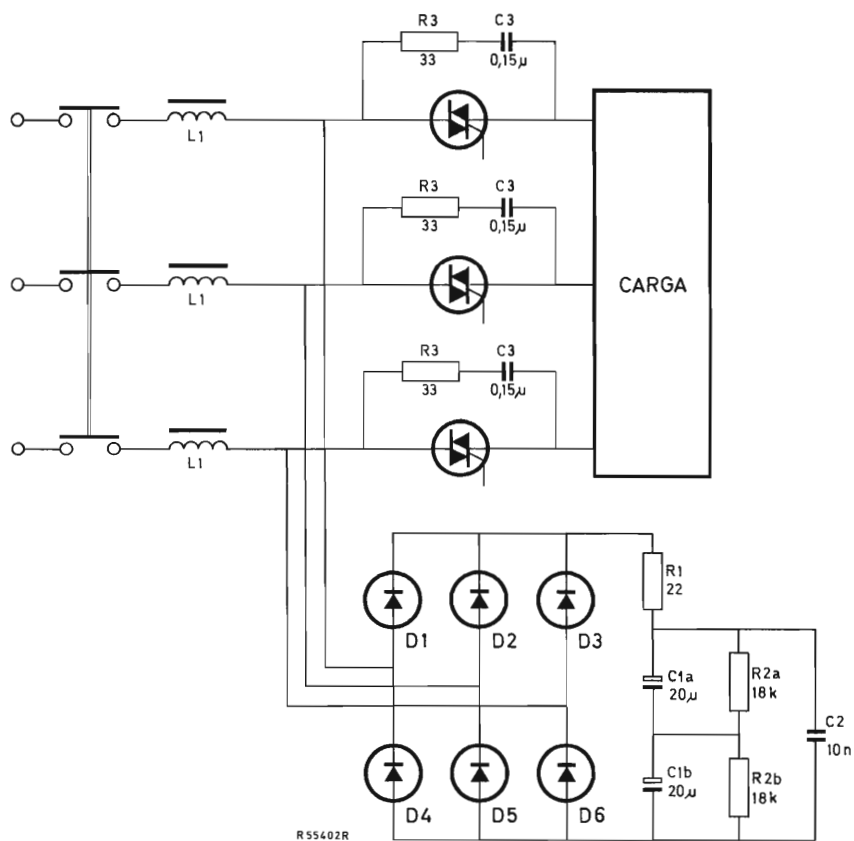 R3
33
C3
0,15μ
L1
R3
33
C3
0,15μ
L1
CARGA
R3
33
C3
0,15μ
L1
R1
22
D1
D2
D3
C1a
20μ
R2a
18k
C2
10n
C1b
20μ
R2b
18k
D4
D5
D6
R55402R